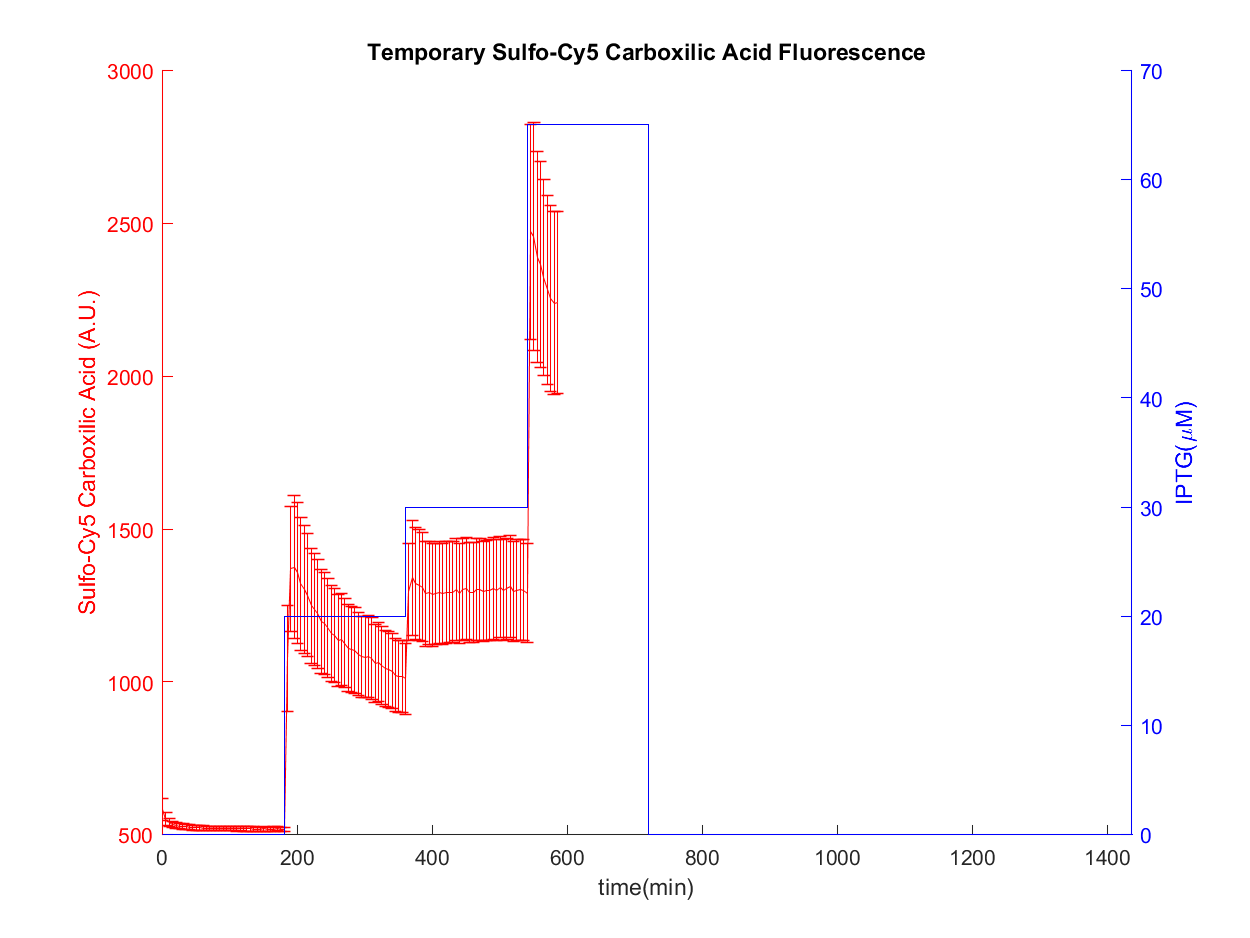 Temporary Sulfo-Cy5 Carboxilic Acid Fluorescence
3000
2500
2000
1500
1000
500
Sulfo-Cy5 Carboxilic Acid (A.U.)
70
60
50
40
30
20
10
0
IPTG(μM)
0 200 400 600 800 1000 1200 1400
time(min)